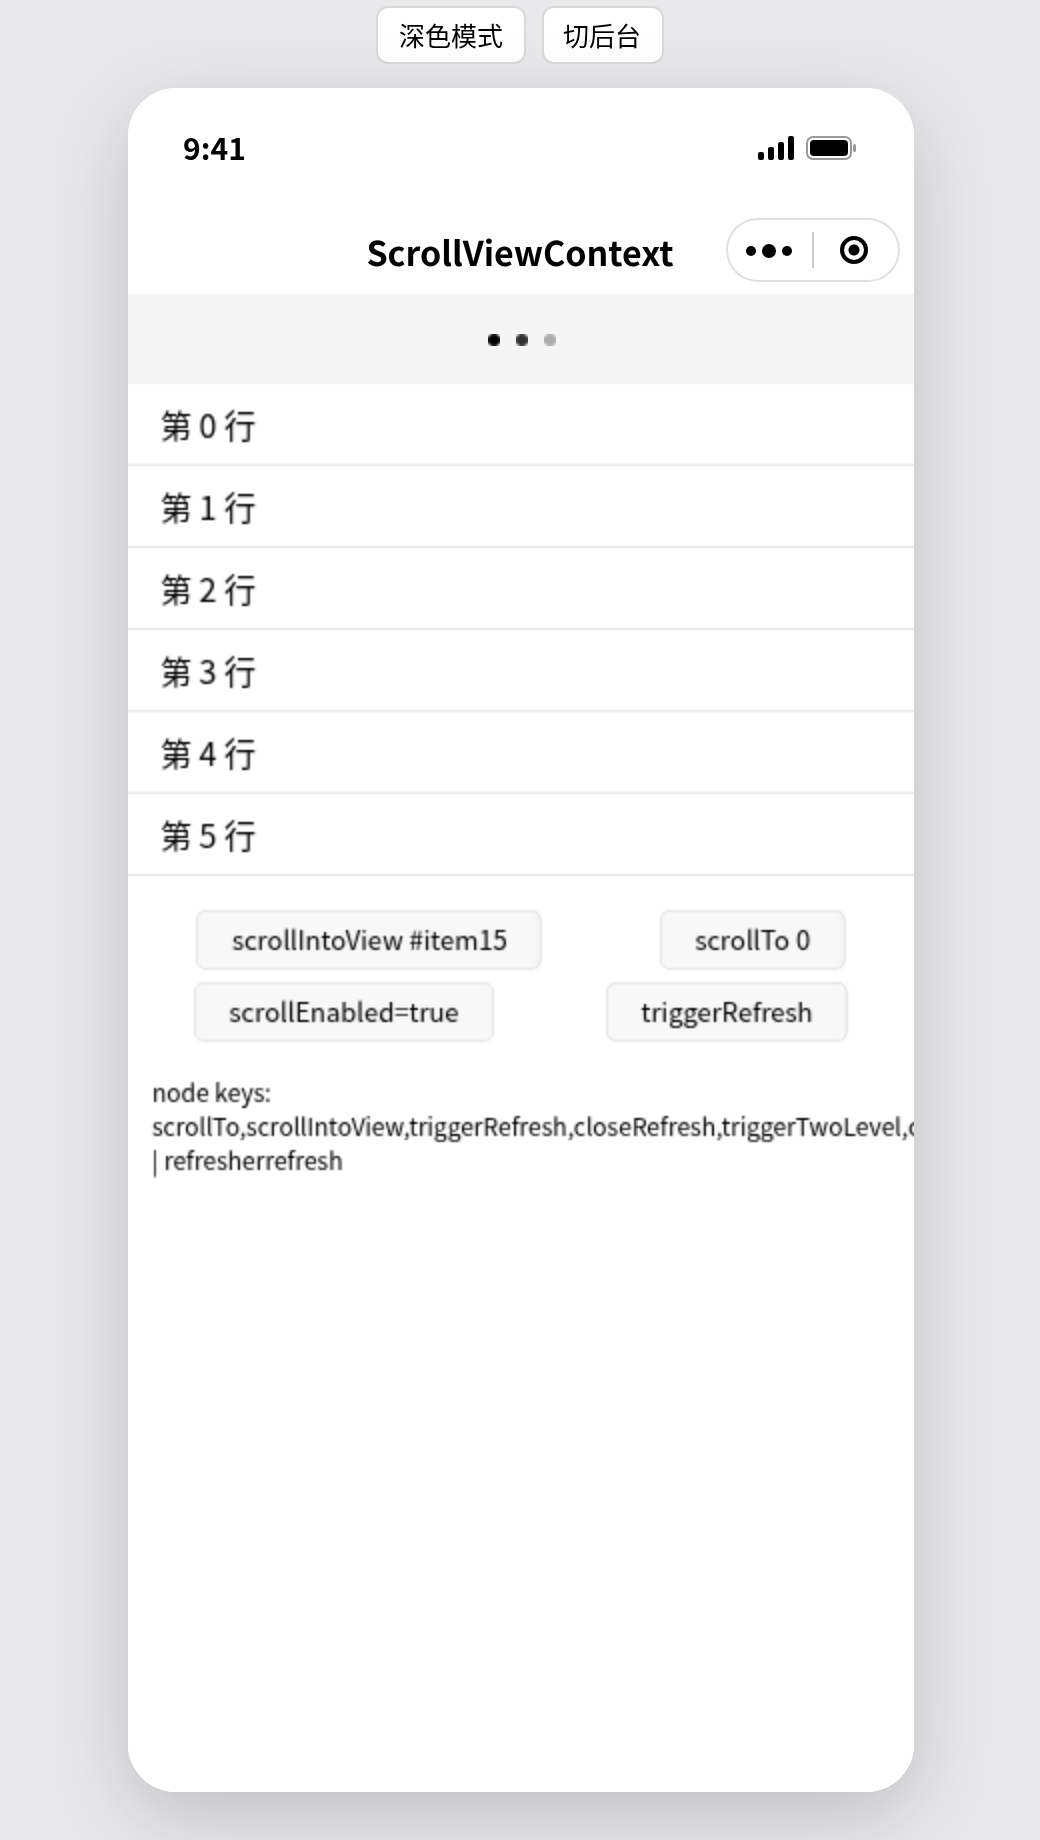 深色模式 切后台
9:41
ScrollViewContext
第 0 行
第 1 行
第 2 行
第 3 行
第 4 行
第 5 行
scrollIntoView #item15 scrollTo 0
scrollEnabled=true triggerRefresh
node keys:
scrollTo,scrollIntoView,triggerRefresh,closeRefresh,triggerTwoLevel,
| refresherrefresh